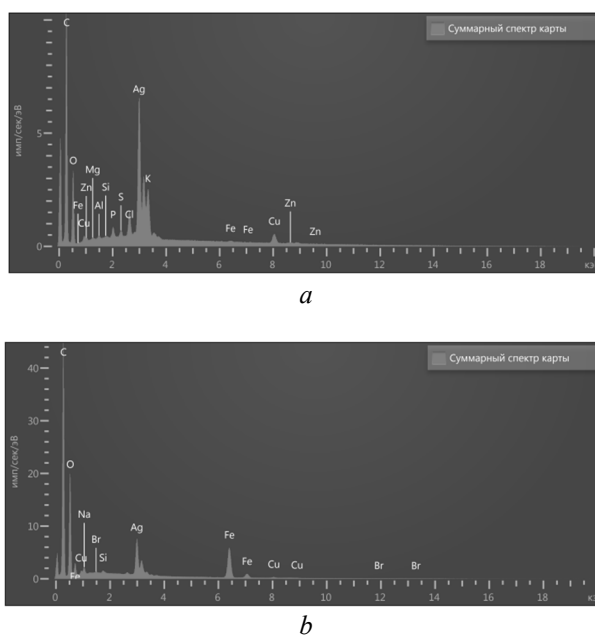 C
Суммарный спектр карты
Ag
O
Mg
K
Zn
Si
S
Zn
Fe
Al
P
Cl
Cu
Fe
Fe
Cu
Zn
имп/сек/эВ
5
0
0 2 4 6 8 10 12 14 16 18 кэ
a
C
Суммарный спектр карты
40
30
20
10
0
имп/сек/эВ
O
Na
Ag
Br
Fe
Cu
Si
Fe
Fe
Cu
Cu
Br
Br
0 2 4 6 8 10 12 14 16 18 кэ
b